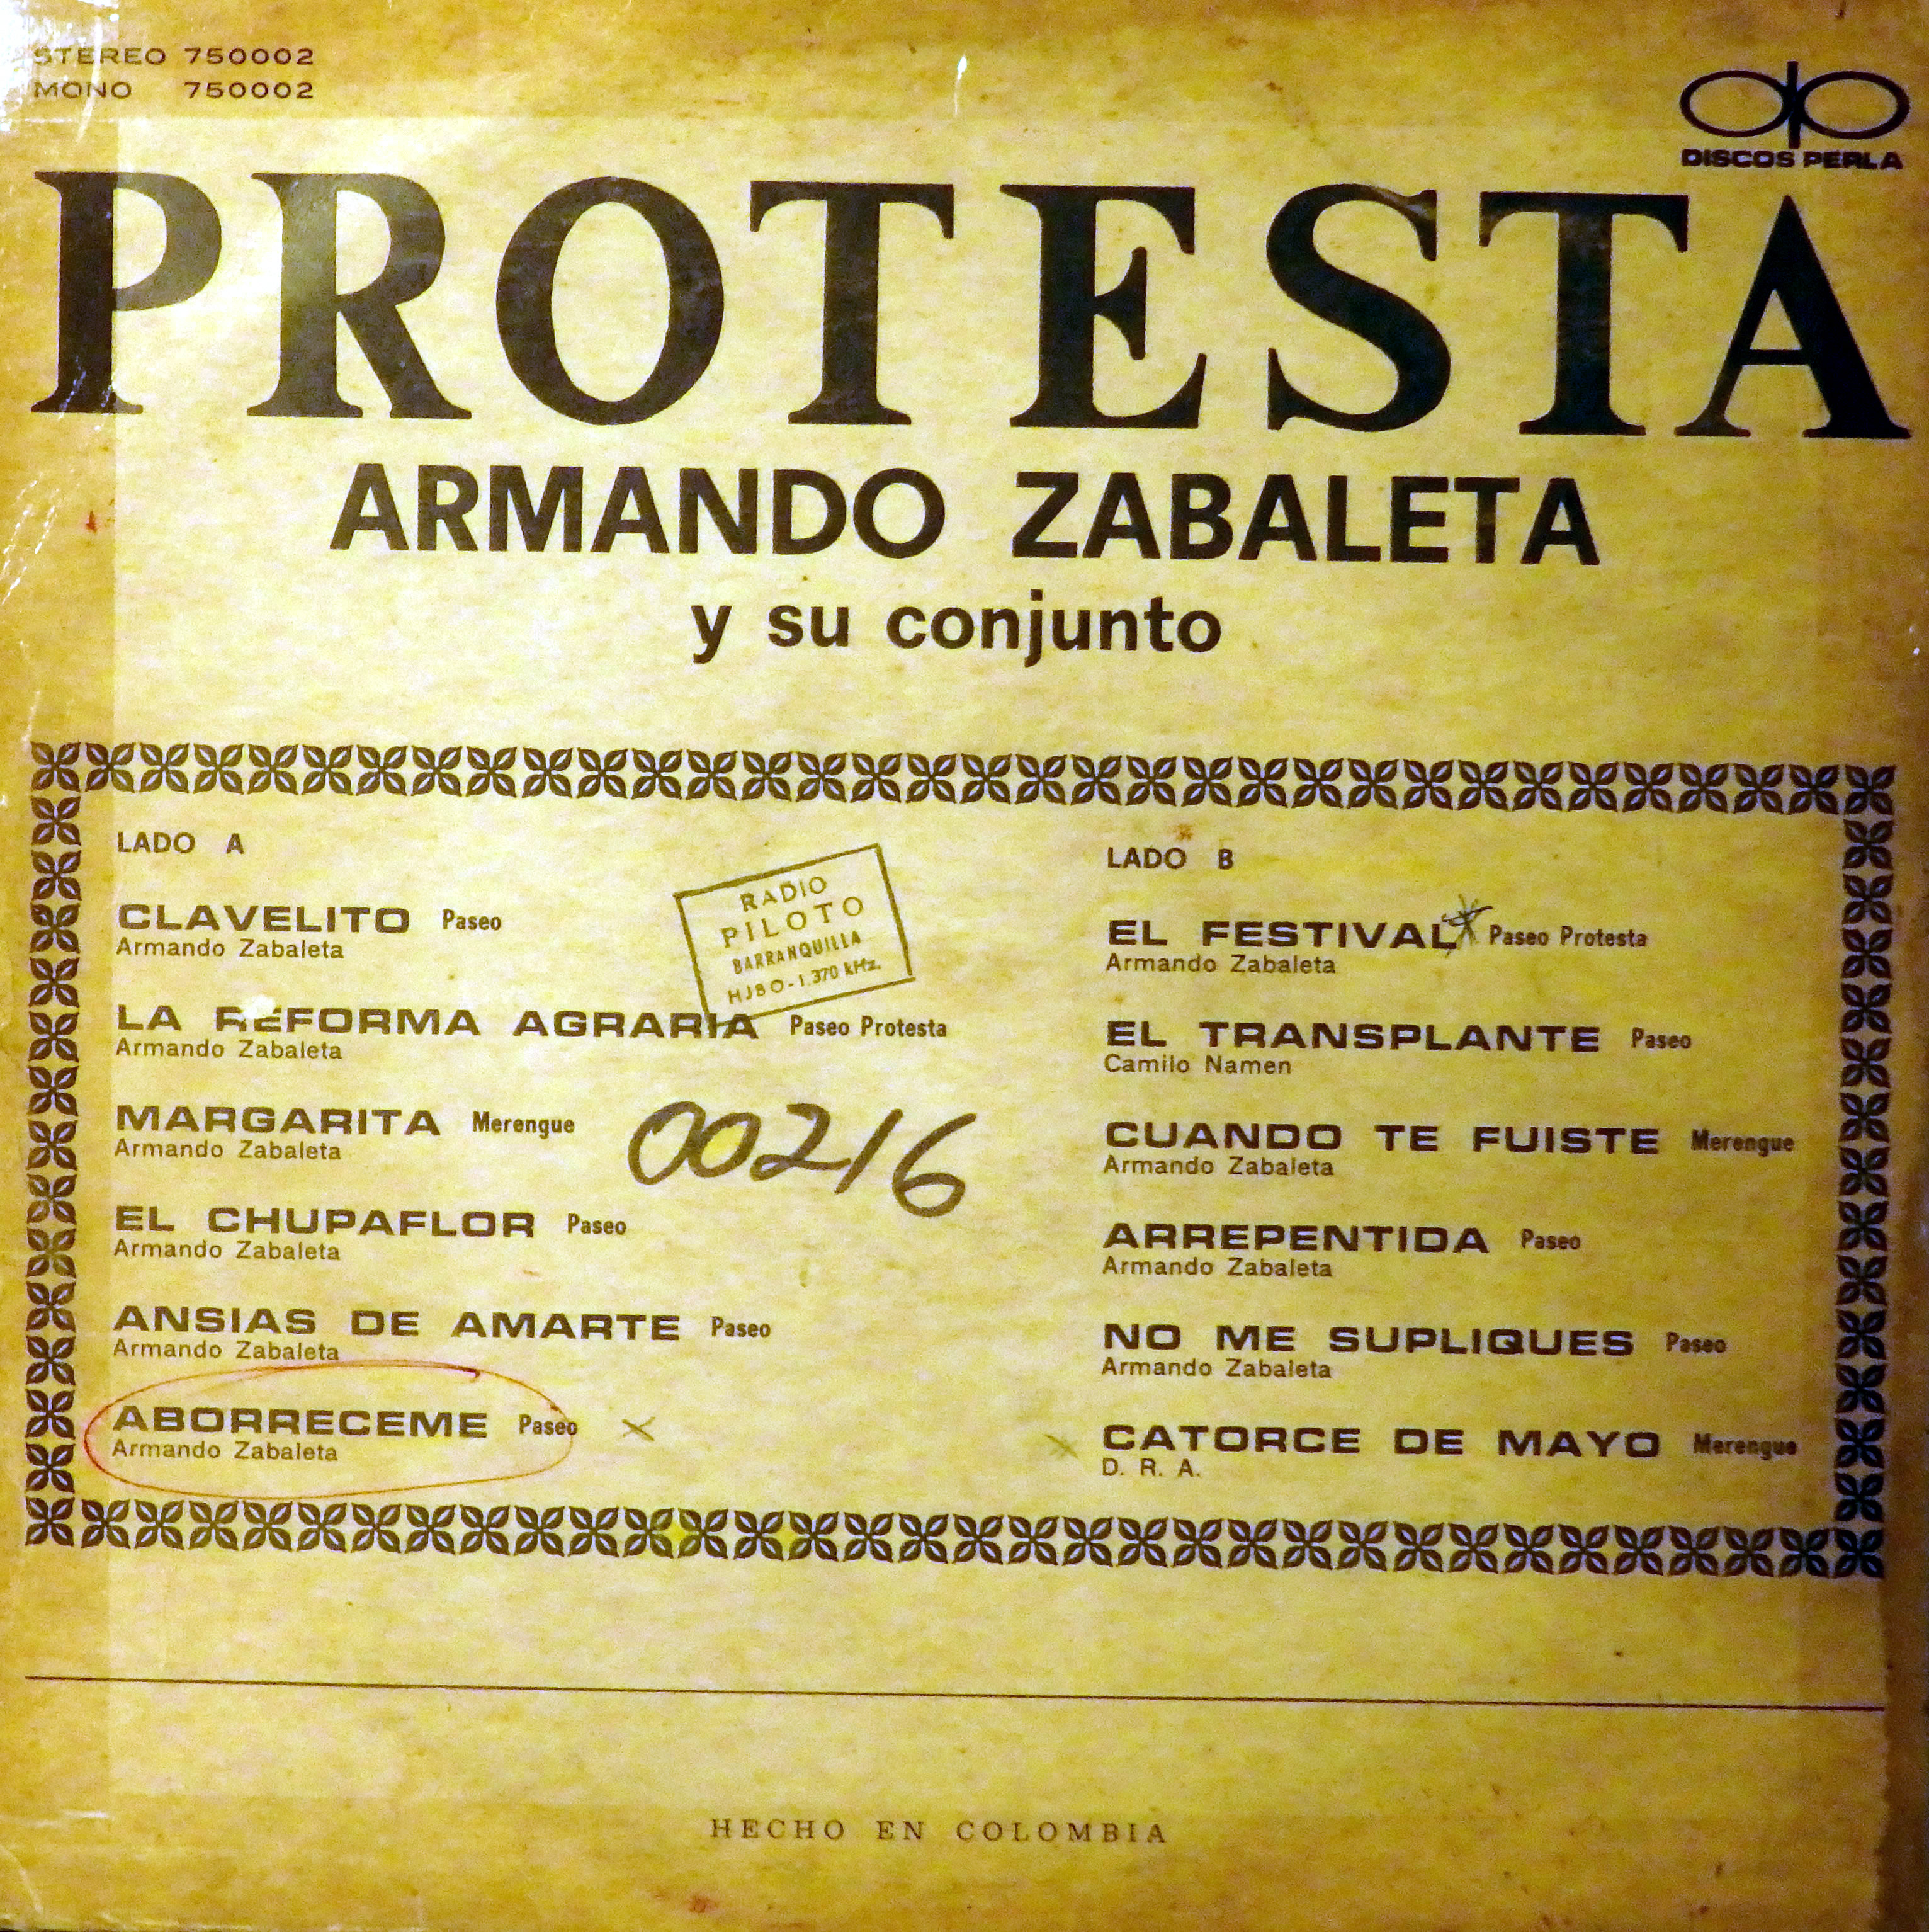 STEREO 750002
MONO 750002
DISCOS PERLA
PROTESTA
ARMANDO ZABALETA
y su conjunto
LADO A
CLAVELITO Paseo
Armando Zabaleta
LA REFORMA AGRARIA Paseo Protesta
Armando Zabaleta
MARGARITA Merengue
Armando Zabaleta
EL CHUPAFLOR Paseo
Armando Zabaleta
ANSIAS DE AMARTE Paseo
Armando Zabaleta
ABORRECEME Paseo
Armando Zabaleta
RADIO
PILOTO
BARRANQUILLA
HJBO-1.370 kHz.
00216
LADO B
EL FESTIVAL Paseo Protesta
Armando Zabaleta
EL TRANSPLANTE Paseo
Camilo Namen
CUANDO TE FUISTE Merengue
Armando Zabaleta
ARREPENTIDA Paseo
Armando Zabaleta
NO ME SUPLIQUES Paseo
Armando Zabaleta
CATORCE DE MAYO Merengue
D. R. A.
HECHO EN COLOMBIA